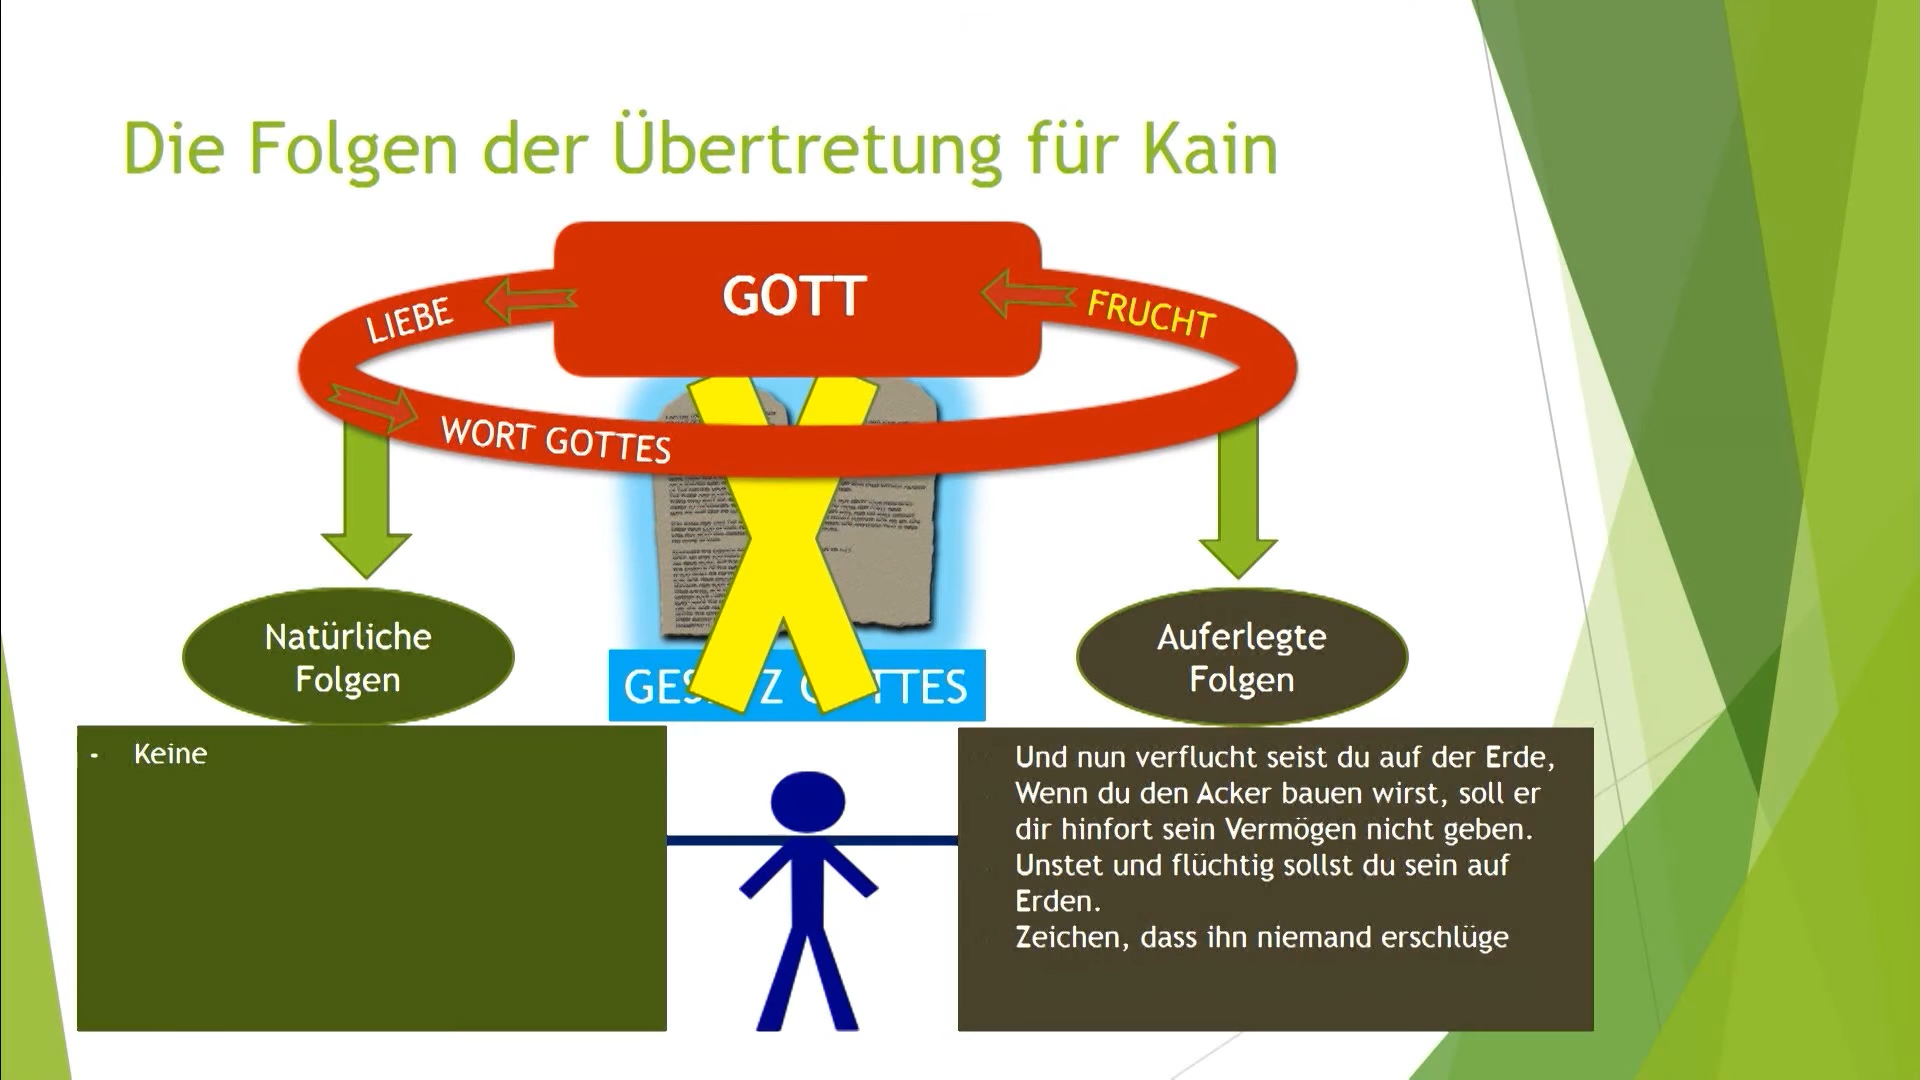 Die Folgen der Übertretung für Kain
GOTT
LIEBE
FRUCHT
WORT GOTTES
Natürliche
Folgen
Auferlegte
Folgen
GOTTES
- Keine
Und nun verflucht seist du auf der Erde,
Wenn du den Acker bauen wirst, soll er
dir hinfort sein Vermögen nicht geben.
Unstet und flüchtig sollst du sein auf
Erden.
Zeichen, dass ihn niemand erschlüge